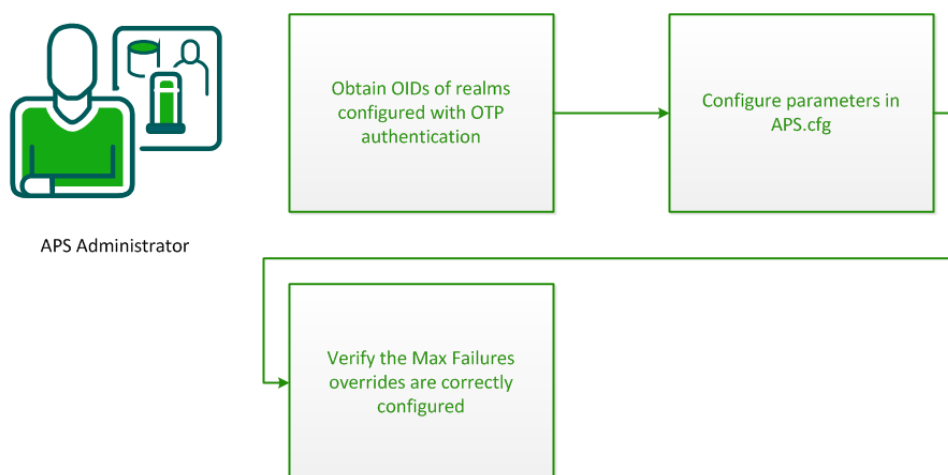 Obtain OIDs of realms
configured with OTP
authentication
Configure parameters in
APS.cfg
APS Administrator
Verify the Max Failures
overrides are correctly
configured